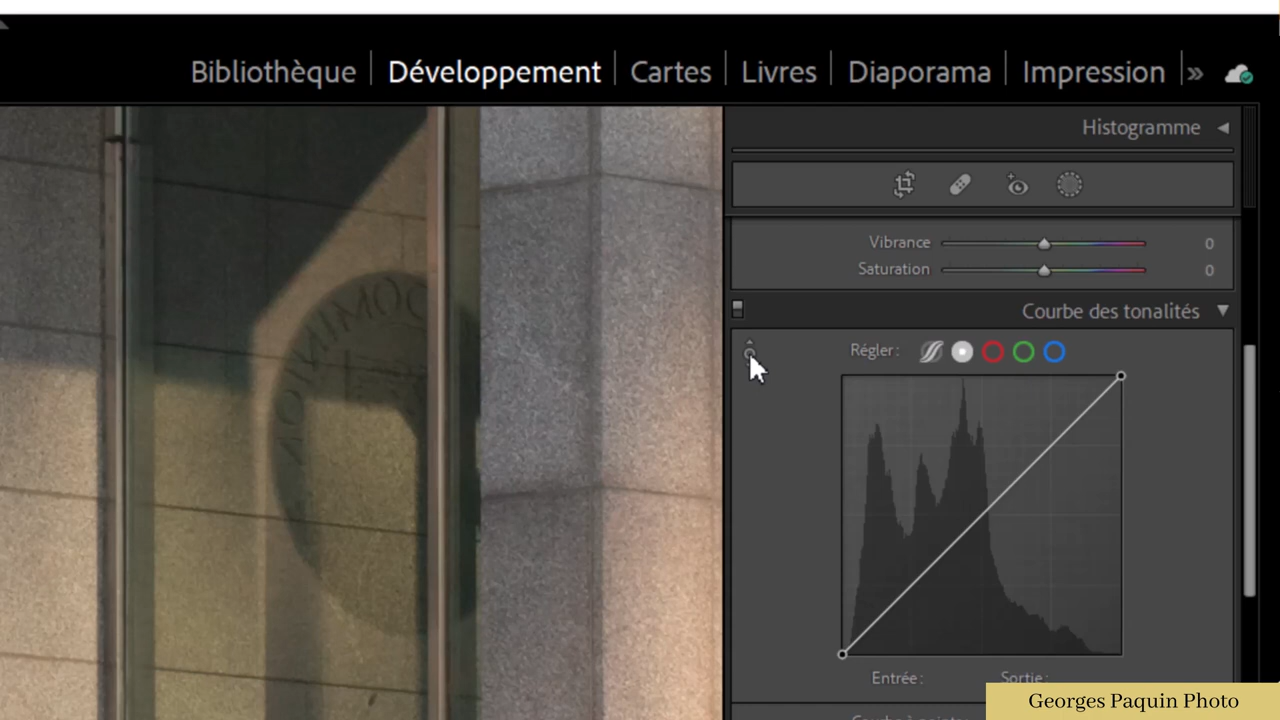 Bibliothèque Développement Cartes Livres Diaporama Impression »
Histogramme
Vibrance 0
Saturation 0
Courbe des tonalités
Régler :
Entrée : Sortie :
Georges Paquin Photo